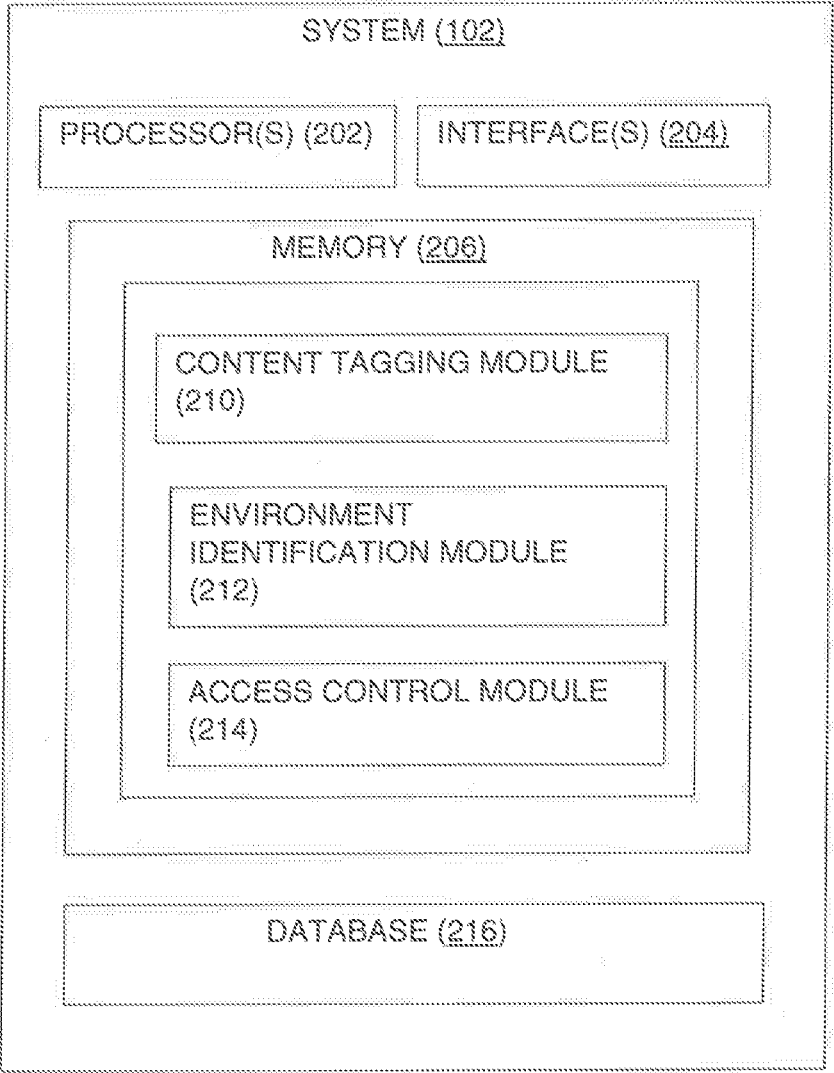 SYSTEM (102)
PROCESSOR(S) (202)
INTERFACE(S) (204)
MEMORY (206)
CONTENT TAGGING MODULE
(210)
ENVIRONMENT
IDENTIFICATION MODULE
(212)
ACCESS CONTROL MODULE
(214)
DATABASE (216)